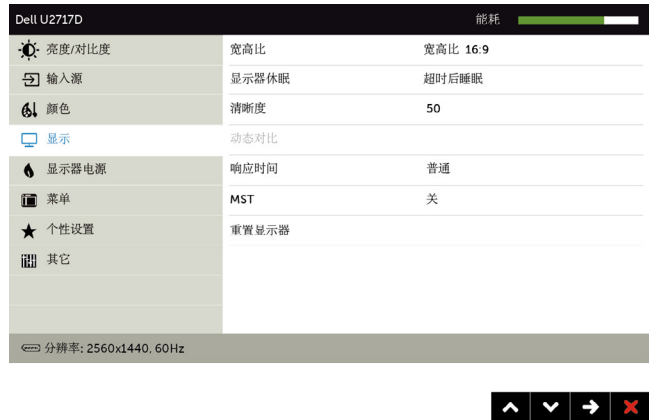 Dell U2717D 能耗
亮度/对比度 宽高比 宽高比 16:9
输入源 显示器休眠 超时后睡眠
颜色 清晰度 50
显示 动态对比
显示器电源 响应时间 普通
菜单 MST 关
个性设置 重置显示器
其它
分辨率: 2560x1440, 60Hz